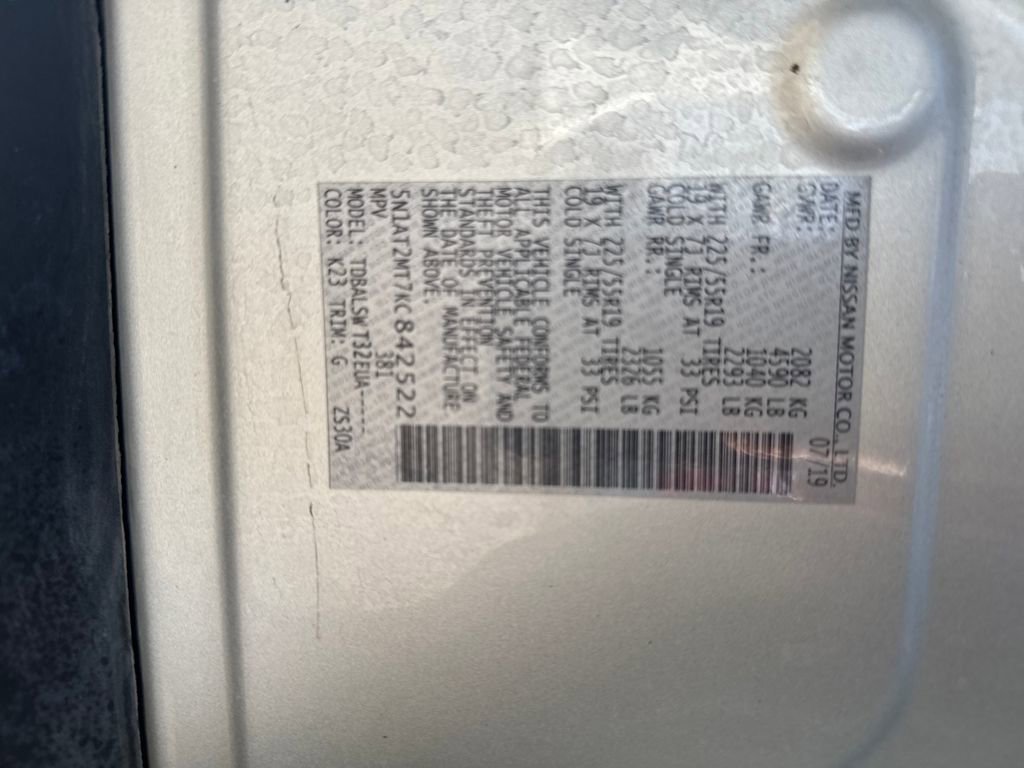 MFD BY NISSAN MOTOR CO., LTD.
DATE: 07/19
GVWR: 2082 KG
4590 LB
GAWR FR.: 1040 KG
2293 LB
WITH 225/55R19 TIRES
19 X 7J RIMS AT 33 PSI
COLD SINGLE
GAWR RR.: 1055 KG
2326 LB
WITH 225/55R19 TIRES
19 X 7J RIMS AT 33 PSI
COLD SINGLE
THIS VEHICLE CONFORMS TO
ALL APPLICABLE FEDERAL
MOTOR VEHICLE SAFETY AND
THEFT PREVENTION
STANDARDS IN EFFECT ON
THE DATE OF MANUFACTURE
SHOWN ABOVE
5N1AT2MT7KC842522
MPV 381
MODEL: TDBALSWT32EUA-----
COLOR: K23 TRIM: G ZS30A